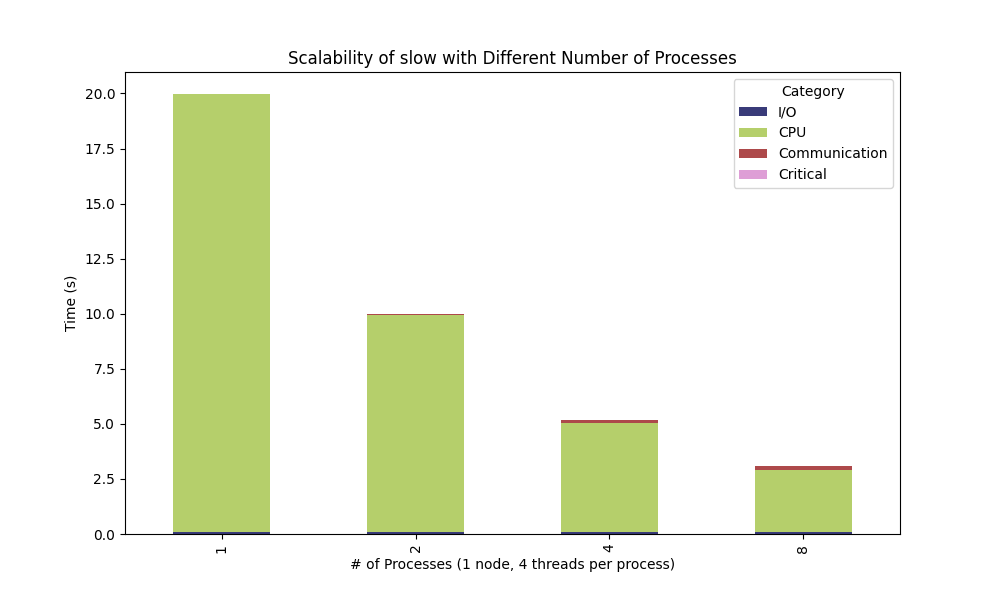 Scalability of slow with Different Number of Processes
Time (s)
20.0
17.5
15.0
12.5
10.0
7.5
5.0
2.5
0.0
Category
I/O
CPU
Communication
Critical
1
2
4
8
# of Processes (1 node, 4 threads per process)